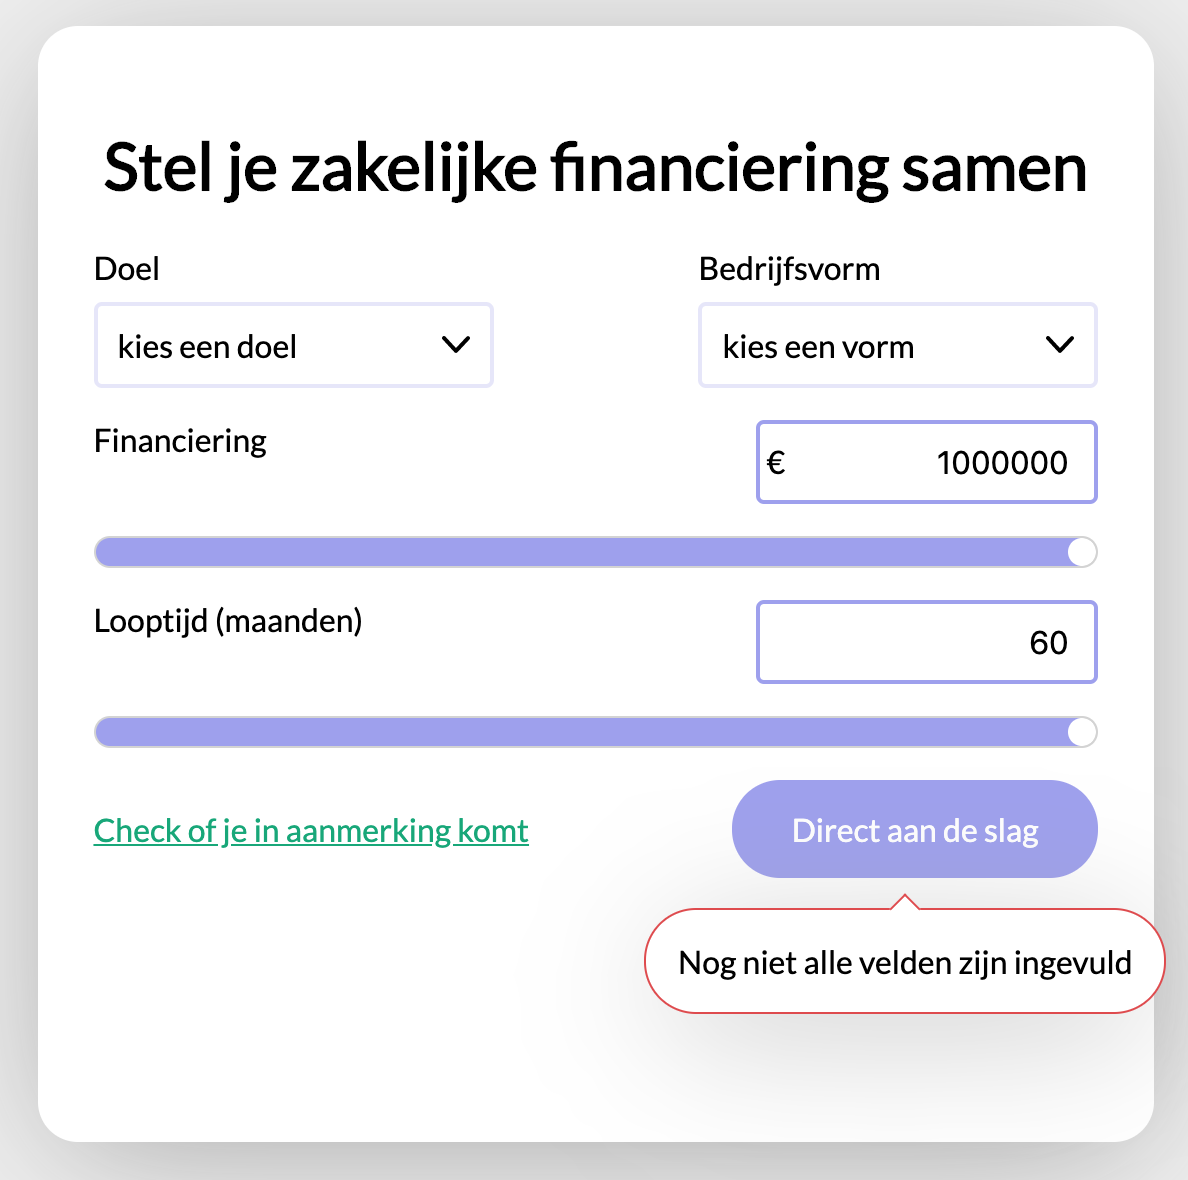 Stel je zakelijke financiering samen
Doel
Bedrijfsvorm
kies een doel
kies een vorm
Financiering
€ 1000000
Looptijd (maanden)
60
Check of je in aanmerking komt
Direct aan de slag
Nog niet alle velden zijn ingevuld